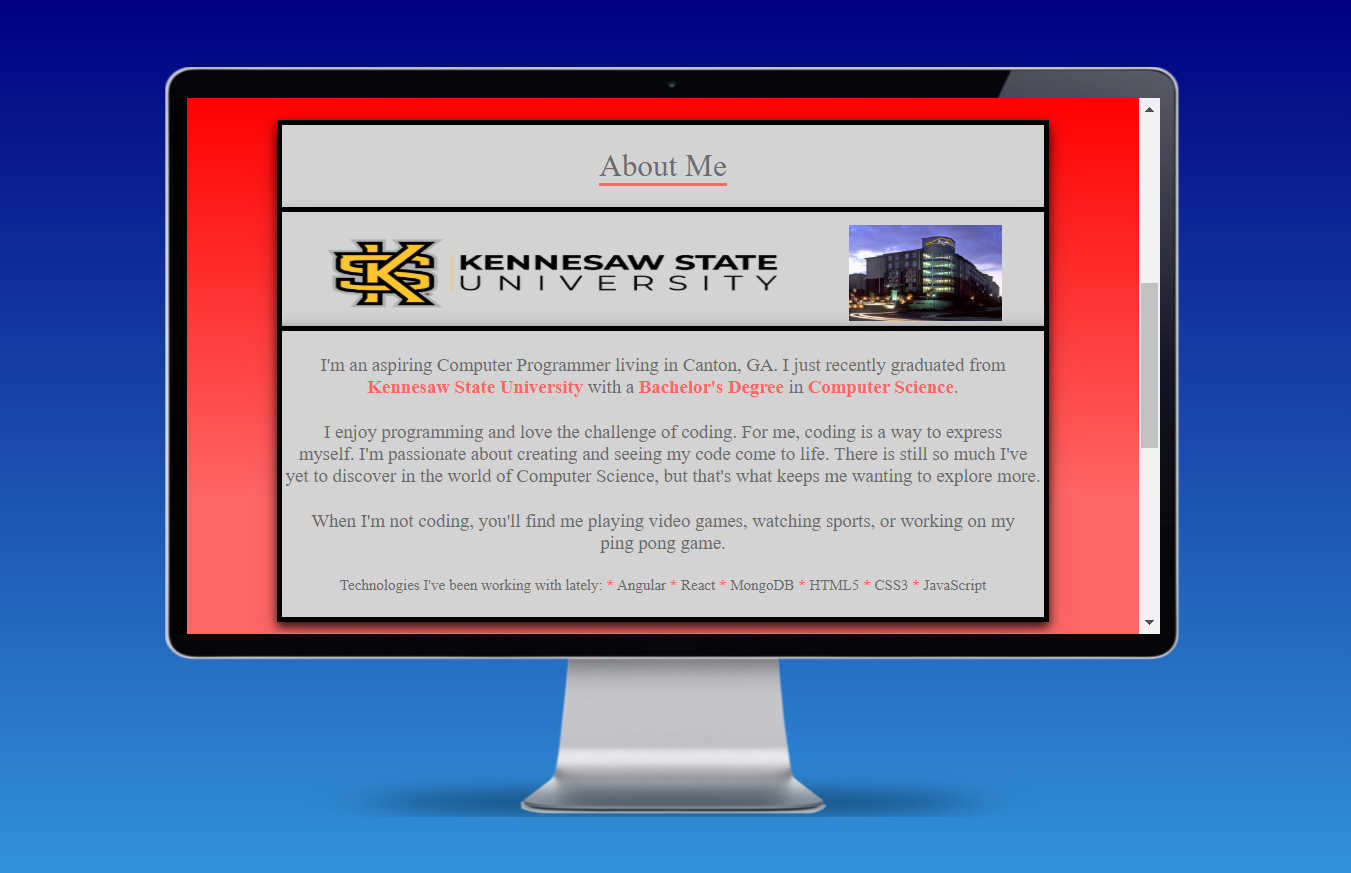 About Me
KENNESAW STATE
UNIVERSITY
I'm an aspiring Computer Programmer living in Canton, GA. I just recently graduated from
Kennesaw State University with a Bachelor's Degree in Computer Science.
I enjoy programming and love the challenge of coding. For me, coding is a way to express
myself. I'm passionate about creating and seeing my code come to life. There is still so much I've
yet to discover in the world of Computer Science, but that's what keeps me wanting to explore more.
When I'm not coding, you'll find me playing video games, watching sports, or working on my
ping pong game.
Technologies I've been working with lately: * Angular * React * MongoDB * HTML5 * CSS3 * JavaScript